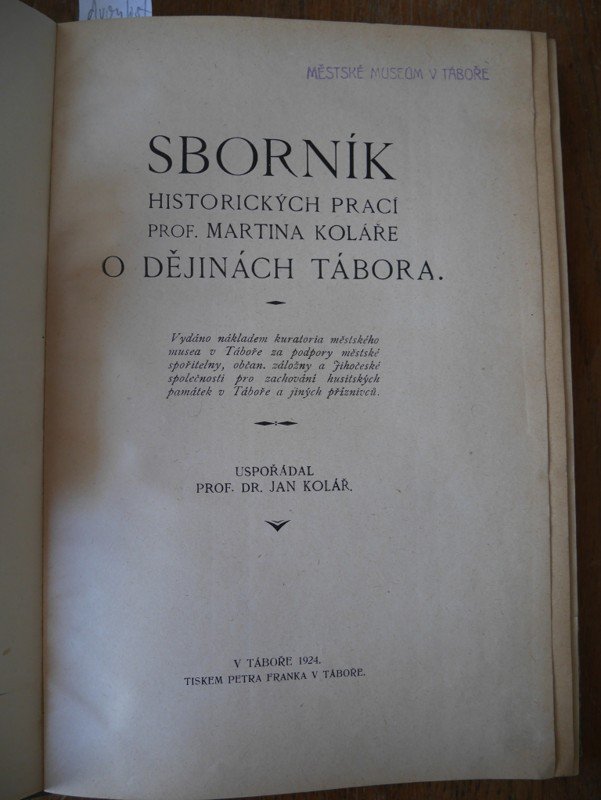 MĚSTSKÉ MUSEUM V TÁBOŘE
SBORNÍK
HISTORICKÝCH PRACÍ
PROF. MARTINA KOLÁŘE
O DĚJINÁCH TÁBORA.
Vydáno nákladem kuratoria městského
musea v Táboře za podpory městské
spořitelny, občan. záložny a Jihočeské
společnosti pro zachování husitských
památek v Táboře a jiných příznivců.
USPOŘÁDAL
PROF. DR. JAN KOLÁŘ.
V TÁBOŘE 1924.
TISKEM PETRA FRANKA V TÁBOŘE.